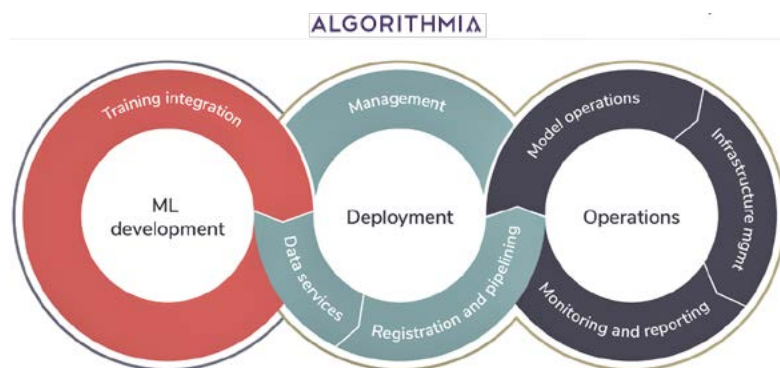 ALGORITHMIA
Training integration
ML
development
Management
Deployment
Data services
Registration and pipelining
Model operations
Operations
Infrastructure mgmt
Monitoring and reporting